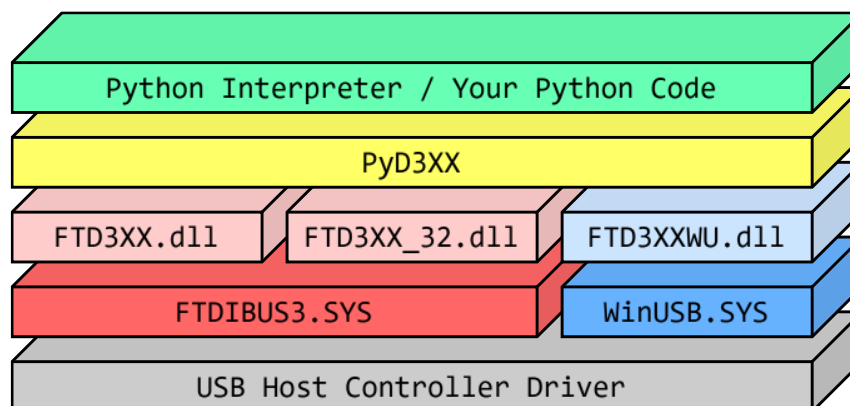 Python Interpreter / Your Python Code
PyD3XX
FTD3XX.dll FTD3XX_32.dll FTD3XXWU.dll
FTDIBUS3.SYS WinUSB.SYS
USB Host Controller Driver